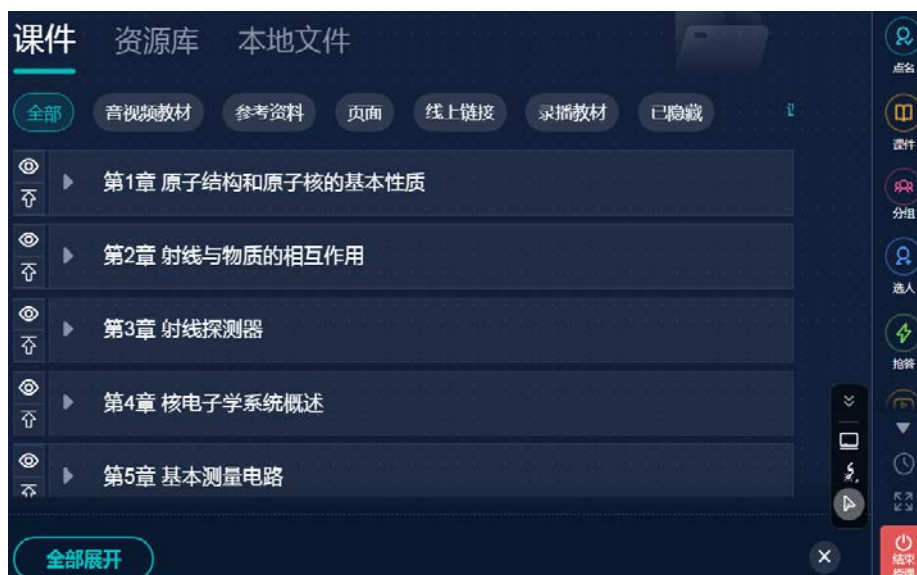 课件 资源库 本地文件
全部 音视频教材 参考资料 页面 线上链接 录播教材 已隐藏
第1章 原子结构和原子核的基本性质
第2章 射线与物质的相互作用
第3章 射线探测器
第4章 核电子学系统概述
第5章 基本测量电路
全部展开
点名
课件
分组
选人
抢答
结束
授课